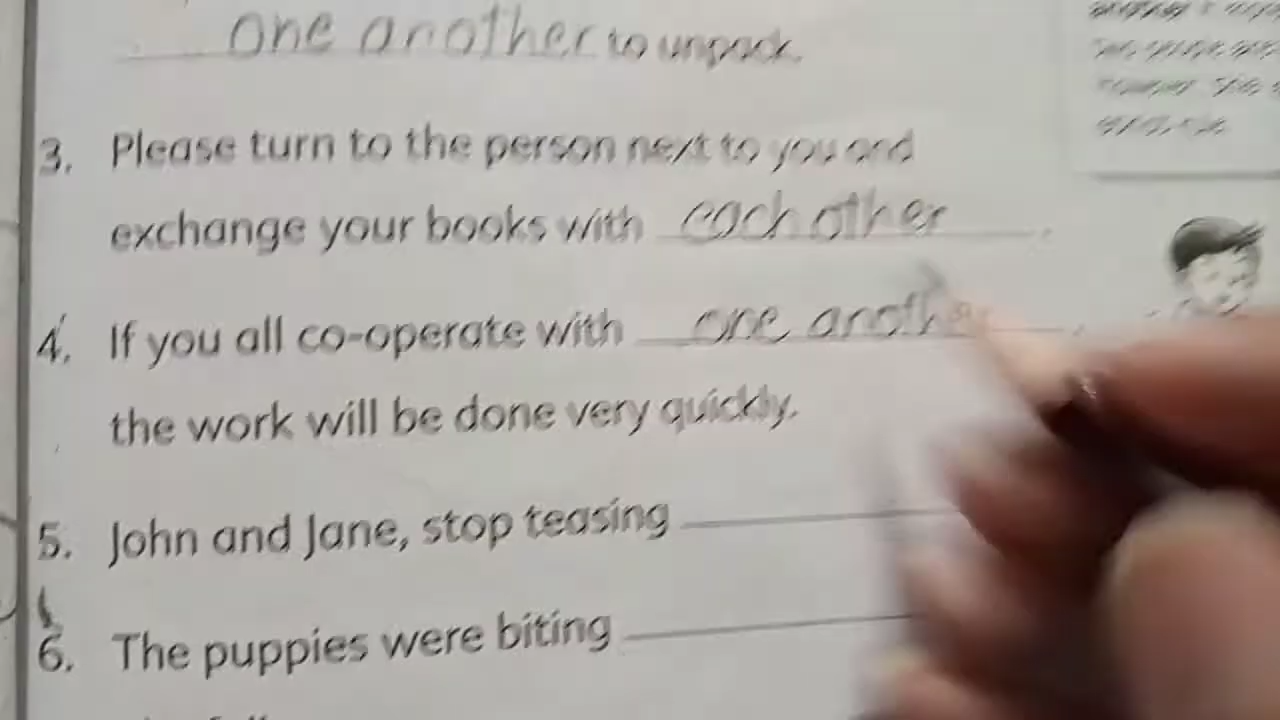 one another to unpack.
3. Please turn to the person next to you and
exchange your books with each other.
4. If you all co-operate with one another,
the work will be done very quickly.
5. John and Jane, stop teasing
6. The puppies were biting